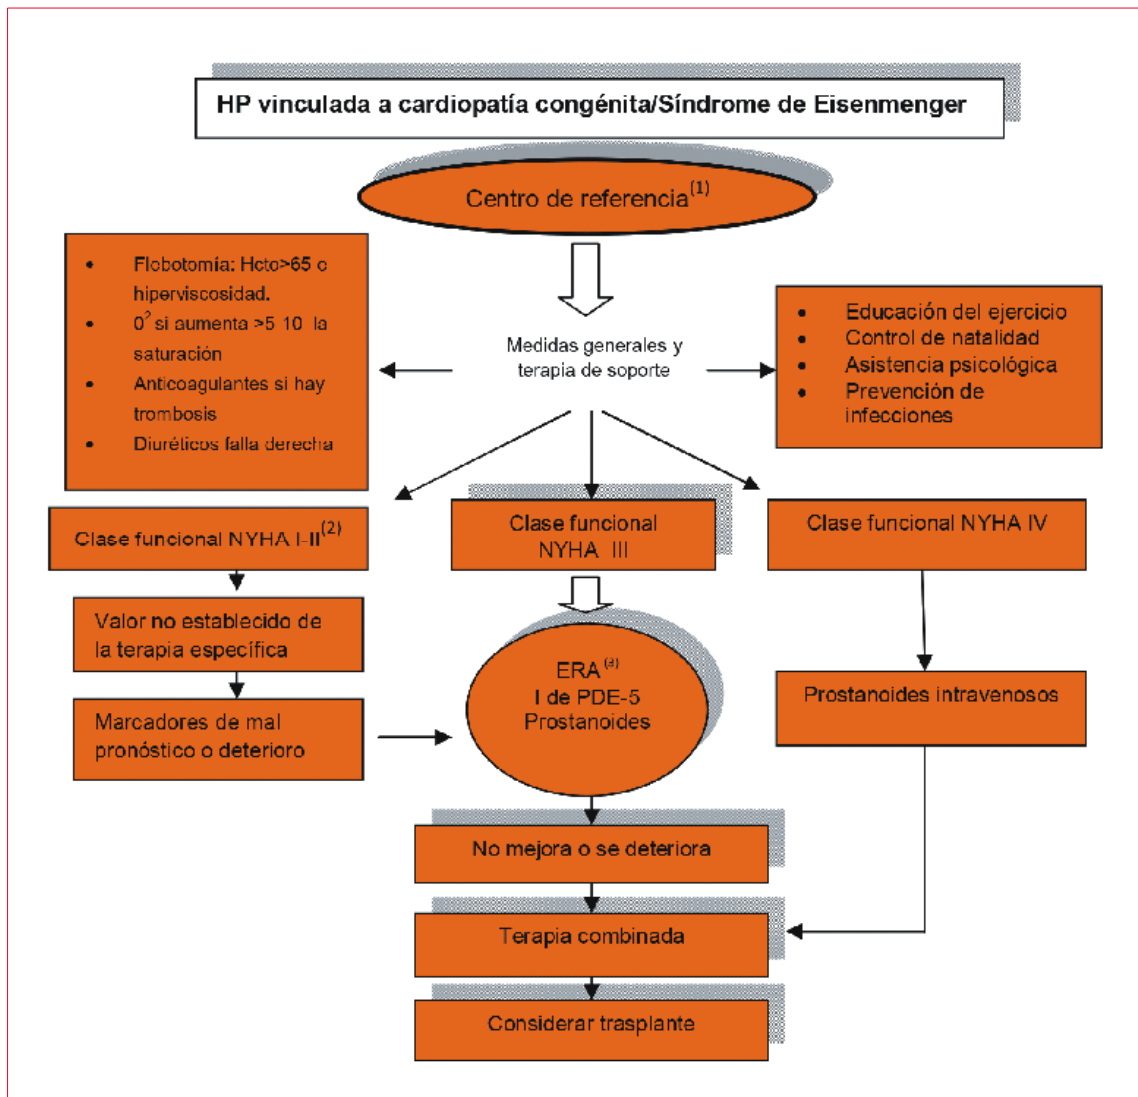 HP vinculada a cardiopatía congénita/Síndrome de Eisenmenger
Centro de referencia(1)
• Flebotomía: Hcto>65 e
hiperviscosidad.
• 0² si aumenta >5 10 la
saturación
• Anticoagulantes si hay
trombosis
• Diuréticos falla derecha
Medidas generales y
terapia de soporte
• Educación del ejercicio
• Control de natalidad
• Asistencia psicológica
• Prevención de
infecciones
Clase funcional NYHA I-II(2)
Clase funcional
NYHA III
Clase funcional NYHA IV
Valor no establecido de
la terapia específica
ERA(3)
I de PDE-5
Prostanoides
Prostanoides intravenosos
Marcadores de mal
pronóstico o deterioro
No mejora o se deteriora
Terapia combinada
Considerar trasplante